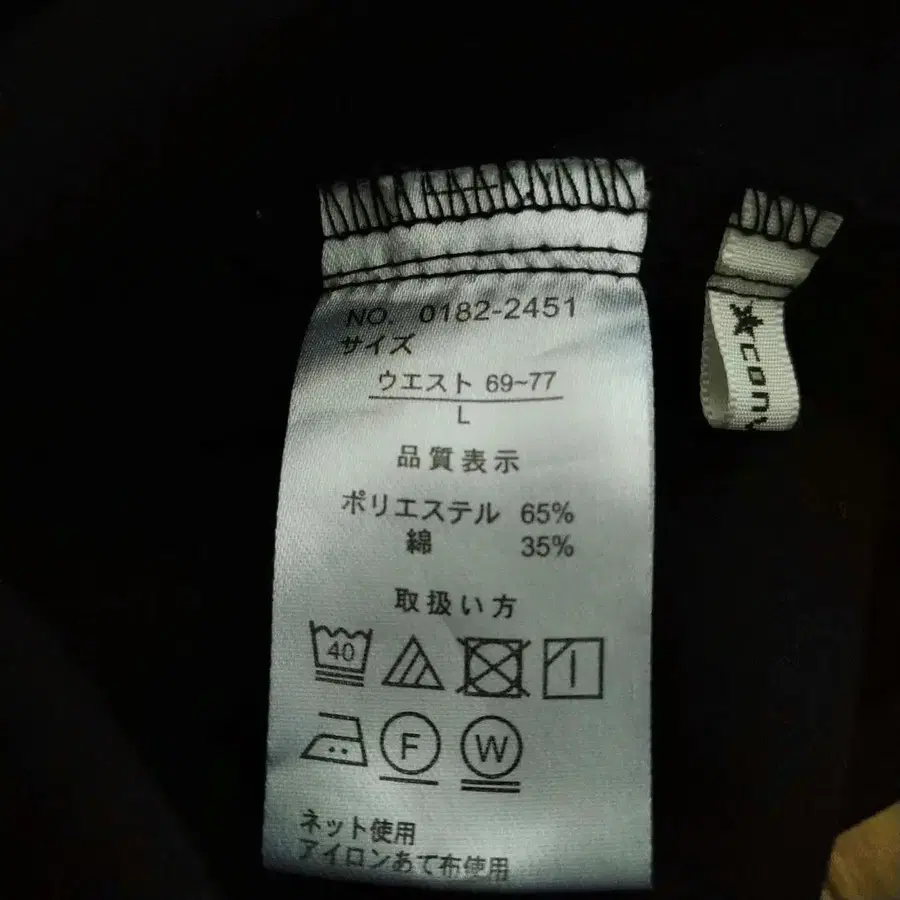 NO. 0182-2451
サイズ
ウエスト 69~77
L
品質表示
ポリエステル 65%
綿 35%
取扱い方
40
F
W
ネット使用
アイロンあて布使用
★conv